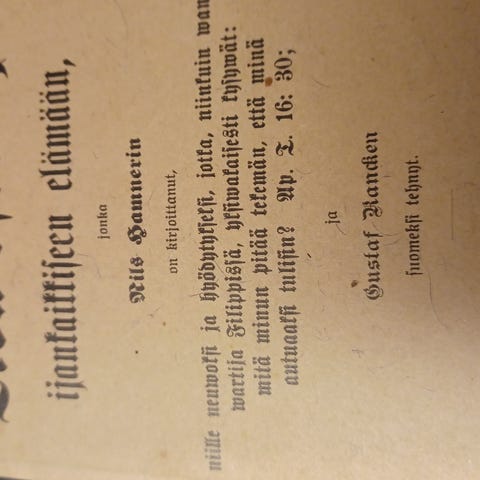 ijankaikkiseen elämään,
jonka
Nils Hamnerin
on kirjoittanut,
niille neuwoksi ja hyödytykseksi, jotka, niinkuin wan
wartija Filippissä, yksiwakaisesti kysywät:
mitä minun pitää tekemän, että minä
autuaaksi tulisin? Ap. T. 16: 30;
ja
Gustaf Rancken
suomeksi tehnyt.